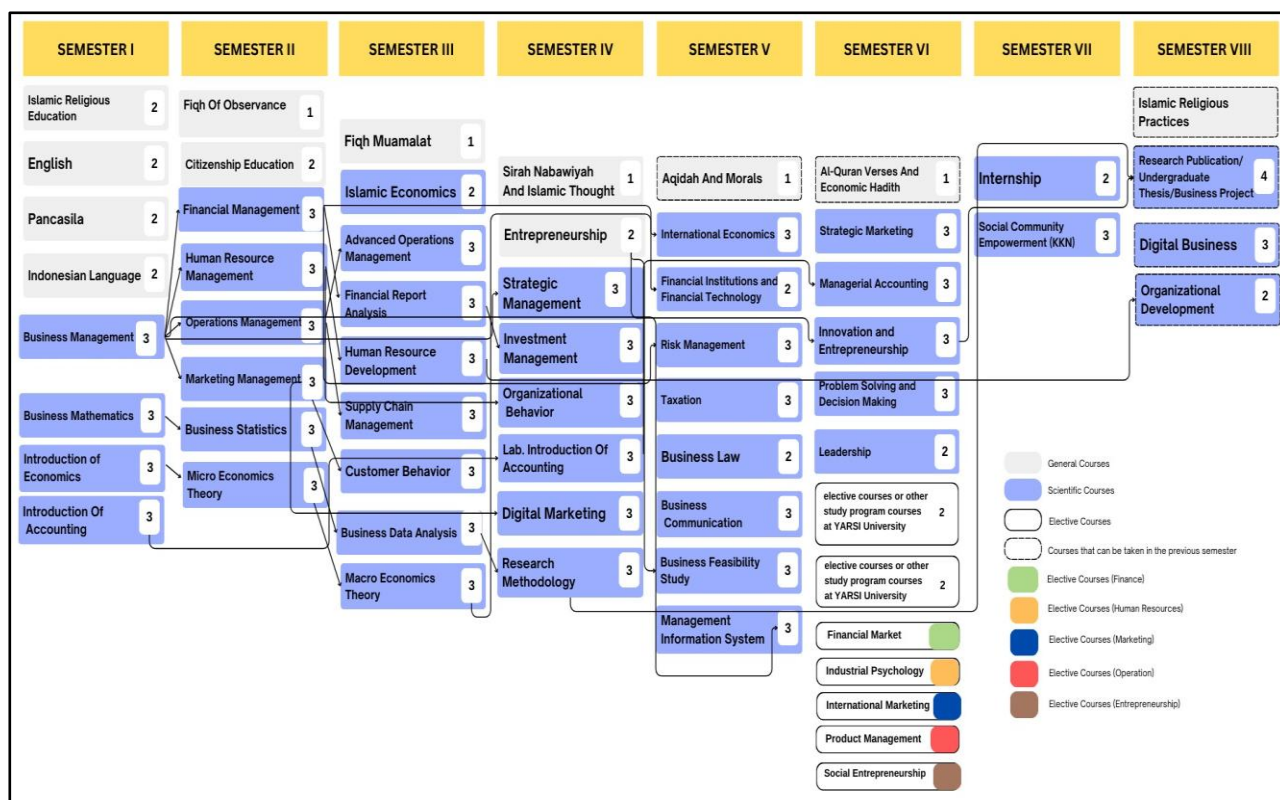 SEMESTER I
Islamic Religious
Education
2
English
2
Pancasila
2
Indonesian Language
2
Business Management
3
Business Mathematics
3
Introduction of
Economics
3
Introduction Of
Accounting
3
SEMESTER II
Fiqh Of Observance
1
Citizenship Education
2
Financial Management
3
Human Resource
Management
3
Operations Management
3
Marketing Management
3
Business Statistics
3
Micro Economics
Theory
3
SEMESTER III
Fiqh Muamalat
1
Islamic Economics
2
Advanced Operations
Management
3
Financial Report
Analysis
3
Human Resource
Development
3
Supply Chain
Management
3
Customer Behavior
3
Business Data Analysis
3
Macro Economics
Theory
3
SEMESTER IV
Sirah Nabawiyah
And Islamic Thought
1
Entrepreneurship
2
Strategic
Management
3
Investment
Management
3
Organizational
Behavior
3
Lab. Introduction Of
Accounting
3
Digital Marketing
3
Research
Methodology
3
SEMESTER V
Aqidah And Morals
1
International Economics
3
Financial Institutions and
Financial Technology
2
Risk Management
3
Taxation
3
Business Law
2
Business
Communication
3
Business Feasibility
Study
3
Management
Information System
3
SEMESTER VI
Al-Quran Verses And
Economic Hadith
1
Strategic Marketing
3
Managerial Accounting
3
Innovation and
Entrepreneurship
3
Problem Solving and
Decision Making
3
Leadership
2
elective courses or other
study program courses
at YARSI University
2
elective courses or other
study program courses
at YARSI University
2
Financial Market
Industrial Psychology
International Marketing
Product Management
Social Entrepreneurship
SEMESTER VII
Internship
2
Social Community
Empowerment (KKN)
3
SEMESTER VIII
Islamic Religious
Practices
Research Publication/
Undergraduate
Thesis/Business Project
4
Digital Business
3
Organizational
Development
2
General Courses
Scientific Courses
Elective Courses
Courses that can be taken in the previous semester
Elective Courses (Finance)
Elective Courses (Human Resources)
Elective Courses (Marketing)
Elective Courses (Operation)
Elective Courses (Entrepreneurship)